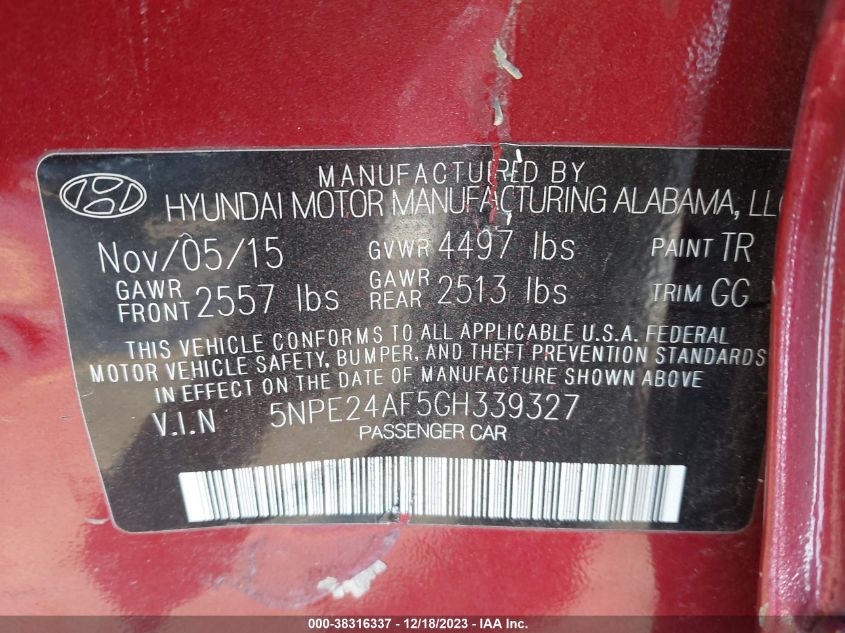 MANUFACTURED BY
HYUNDAI MOTOR MANUFACTURING ALABAMA, LLC
Nov/05/15 GVWR 4497 lbs PAINT TR
GAWR FRONT 2557 lbs GAWR REAR 2513 lbs TRIM GG
THIS VEHICLE CONFORMS TO ALL APPLICABLE U.S.A. FEDERAL
MOTOR VEHICLE SAFETY, BUMPER, AND THEFT PREVENTION STANDARDS
IN EFFECT ON THE DATE OF MANUFACTURE SHOWN ABOVE
V.I.N 5NPE24AF5GH339327
PASSENGER CAR
000-38316337 - 12/18/2023 - IAA Inc.